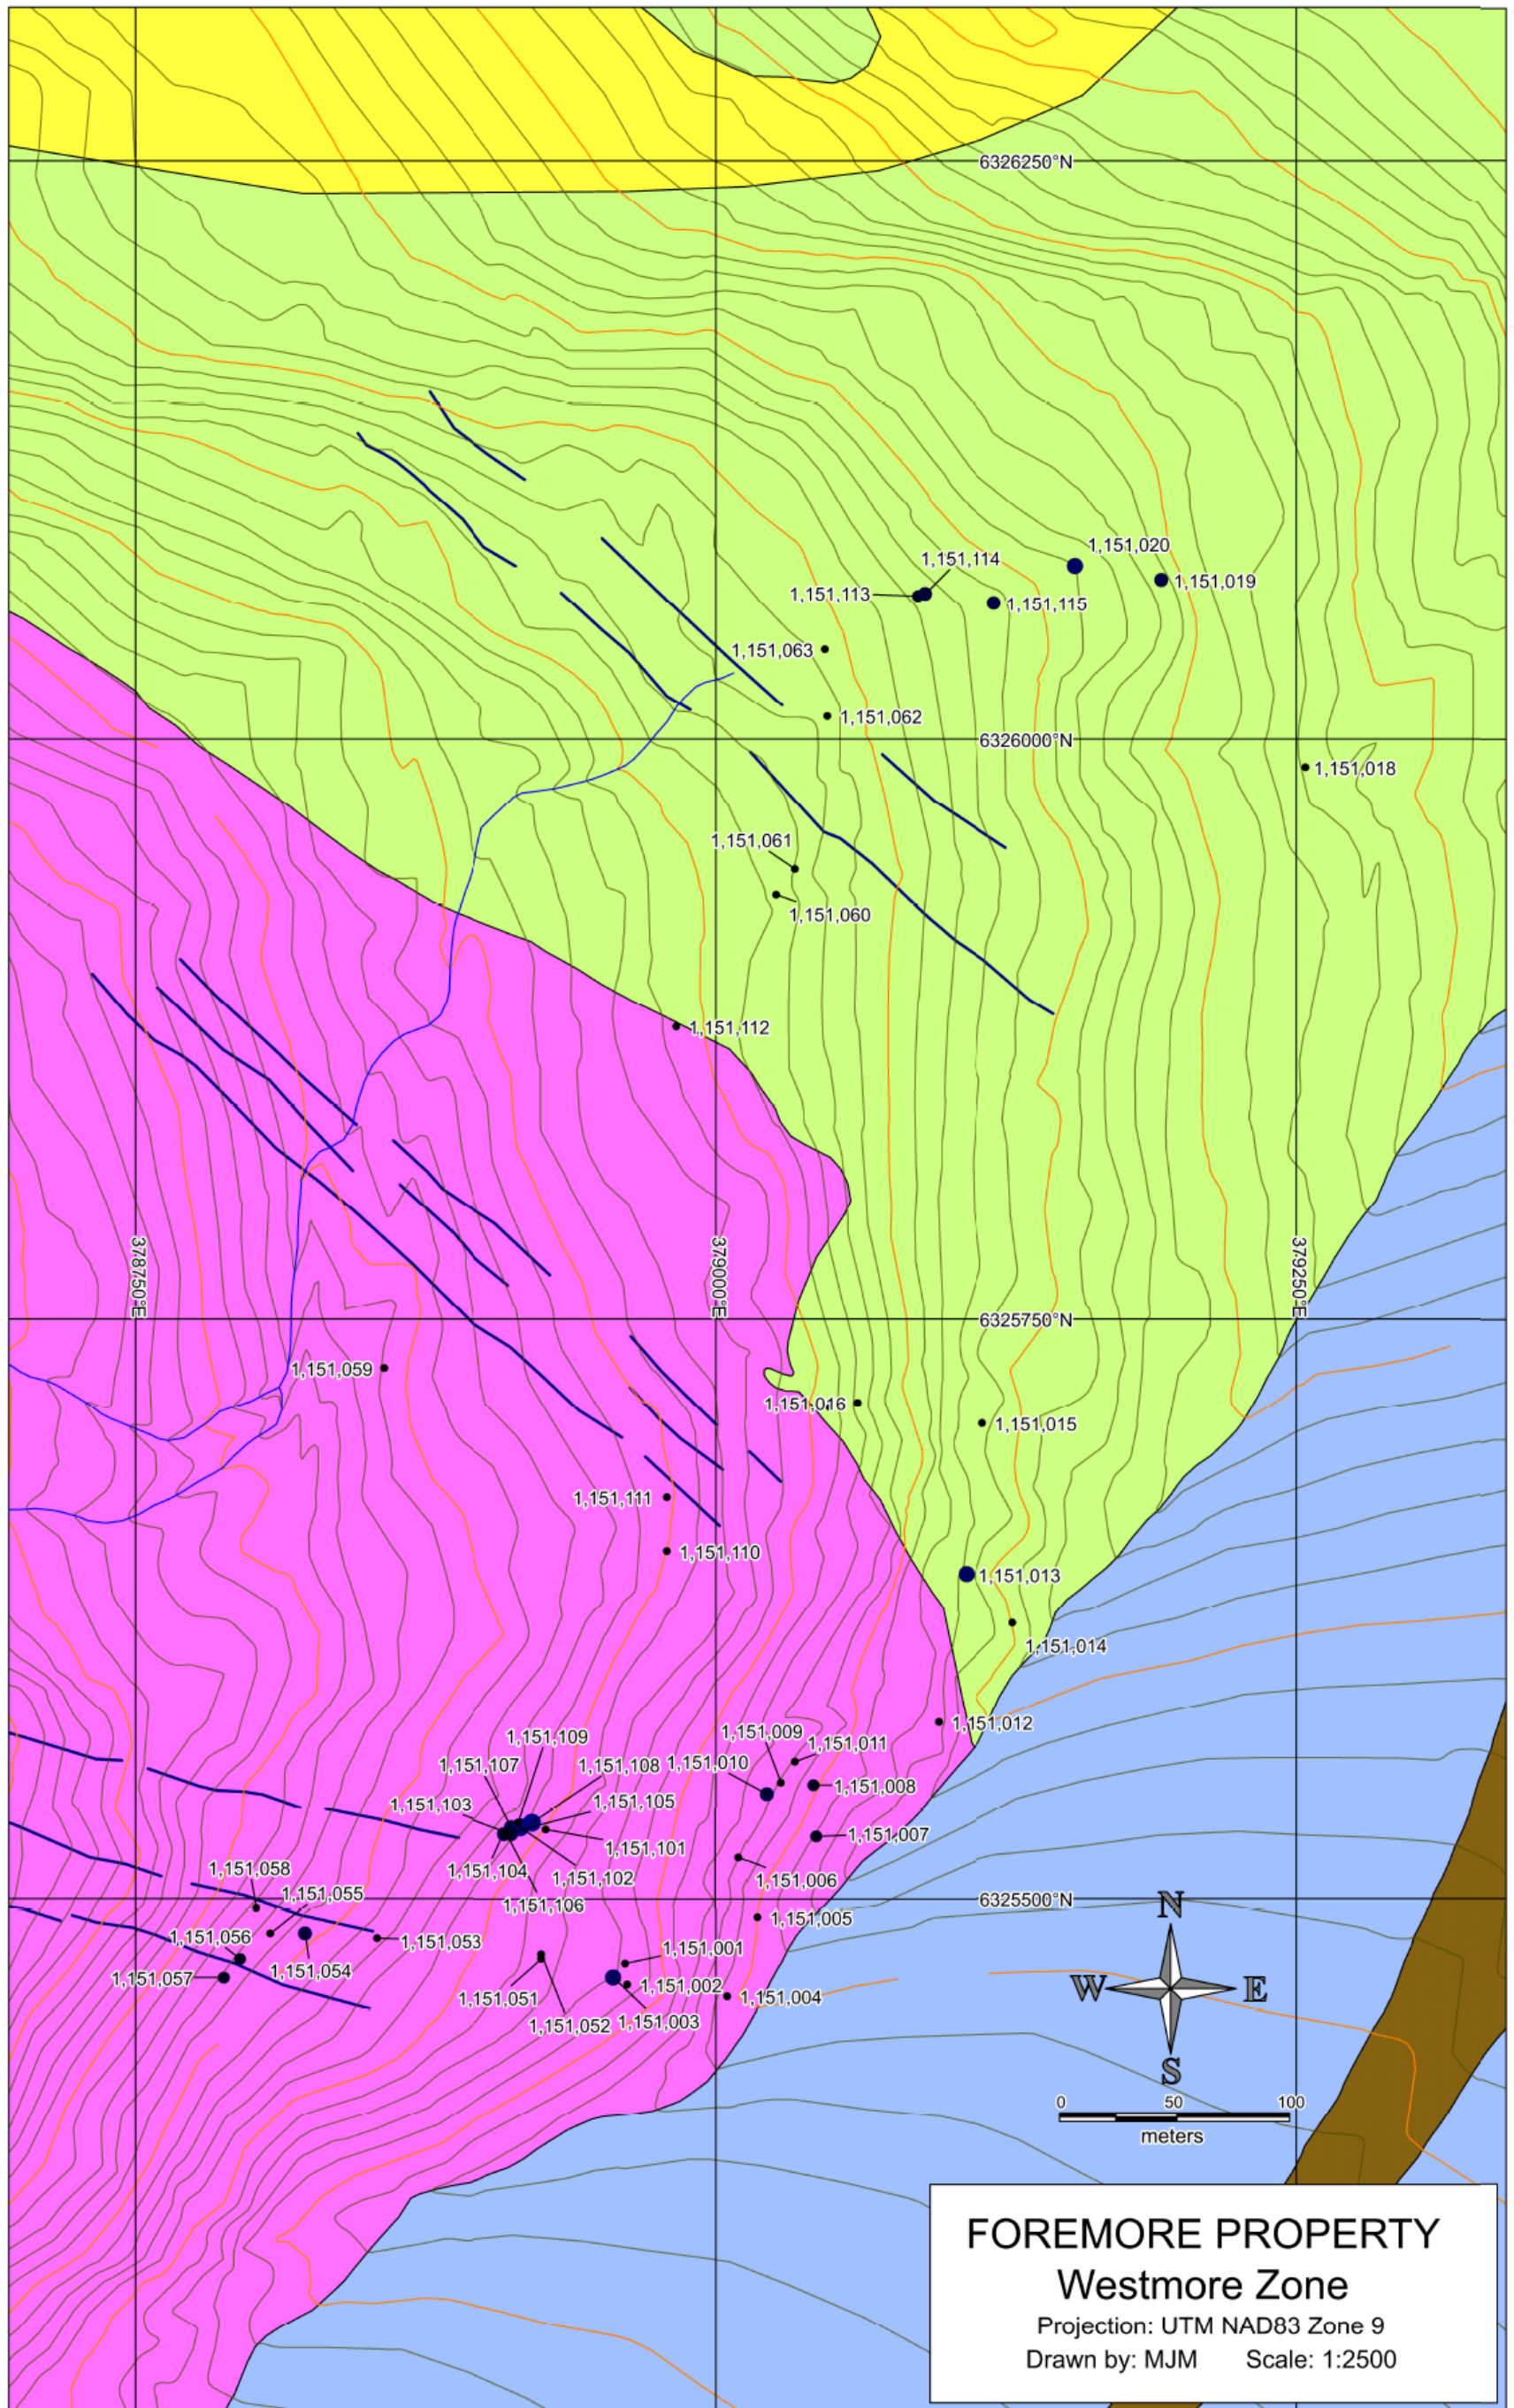 6326250°N
1,151,020
1,151,114
1,151,019
1,151,113
1,151,115
1,151,063
1,151,062
6326000°N
1,151,018
1,151,061
1,151,060
1,151,112
378750°E
379000°E
379250°E
6325750°N
1,151,059
1,151,016
1,151,015
1,151,111
1,151,110
1,151,013
1,151,014
1,151,012
1,151,009
1,151,109
1,151,011
1,151,107
1,151,108
1,151,010
1,151,008
1,151,103
1,151,105
1,151,007
1,151,101
1,151,104
1,151,102
1,151,006
1,151,058
1,151,055
1,151,106
6325500°N
N
1,151,005
1,151,056
1,151,053
1,151,001
1,151,054
1,151,057
1,151,002
W E
1,151,051
1,151,004
1,151,052
1,151,003
S
0 50 100
meters
FOREMORE PROPERTY
Westmore Zone
Projection: UTM NAD83 Zone 9
Drawn by: MJM Scale: 1:2500